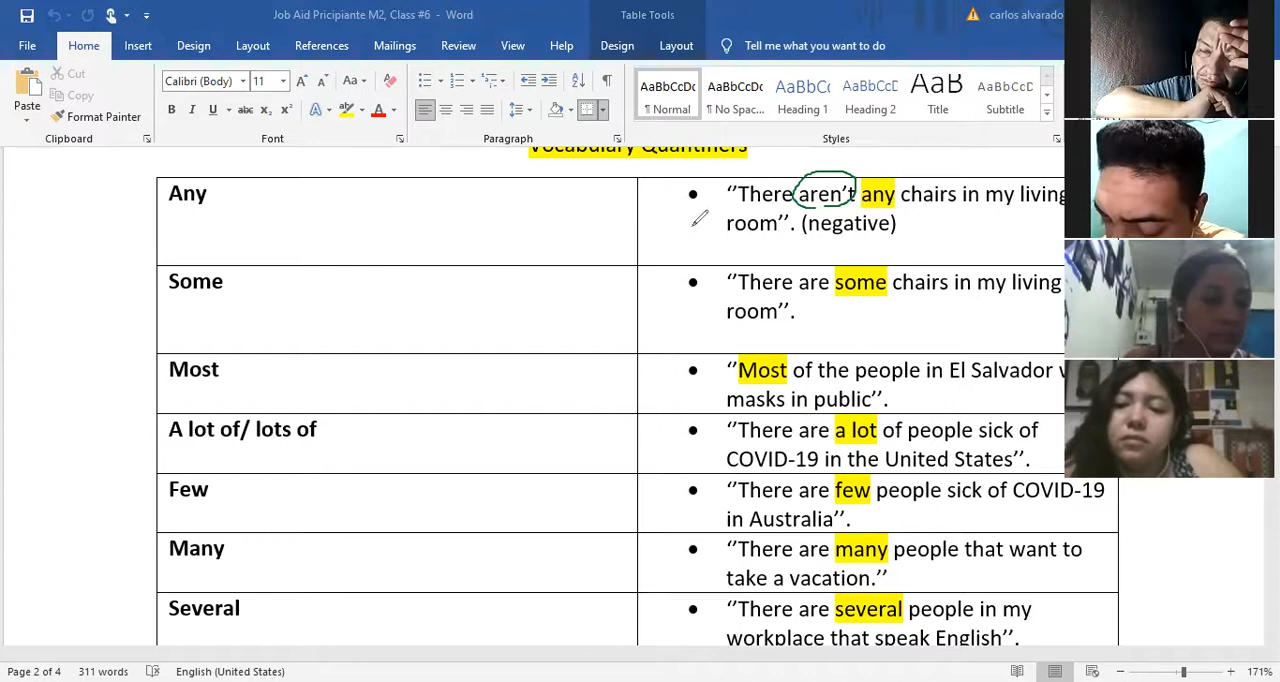 Job Aid Pricipiante M2, Class #6 - Word
Table Tools
carlos alvarado
File
Home
Insert
Design
Layout
References
Mailings
Review
View
Help
Design
Layout
Tell me what you want to do
Paste
Cut
Copy
Format Painter
Calibri (Body)
11
Clipboard
Font
Paragraph
AaBbCcDc
¶ Normal
AaBbCcDc
¶ No Spac...
AaBbC
Heading 1
AaBbCc
Heading 2
AaB
Title
AaBbCcD
Subtitle
Styles
Vocabulary Quantifiers
Any
‘’There aren’t any chairs in my living
room’’. (negative)
Some
‘’There are some chairs in my living
room’’.
Most
‘’Most of the people in El Salvador
masks in public’’.
A lot of/ lots of
‘’There are a lot of people sick of
COVID-19 in the United States’’.
Few
‘’There are few people sick of COVID-19
in Australia’’.
Many
‘’There are many people that want to
take a vacation.’’
Several
‘’There are several people in my
workplace that speak English’’.
Page 2 of 4
311 words
English (United States)
171%